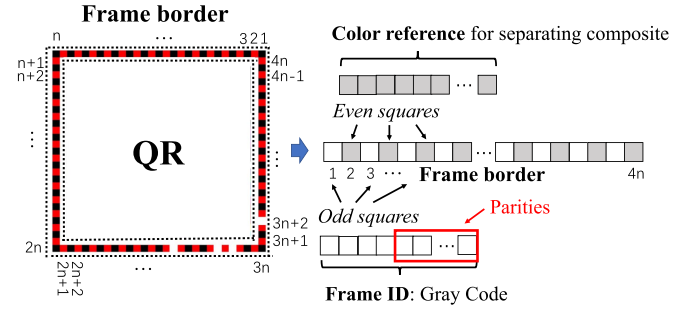 Frame border
n ... 3 2 1
n+1
n+2
⋮
2n
4n
4n-1
⋮
3n+2
3n+1
QR
2n+1
2n+2
...
3n
Color reference for separating composite
...
Even squares
...
1 2 3 ... Frame border 4n
Odd squares
Parities
...
Frame ID: Gray Code